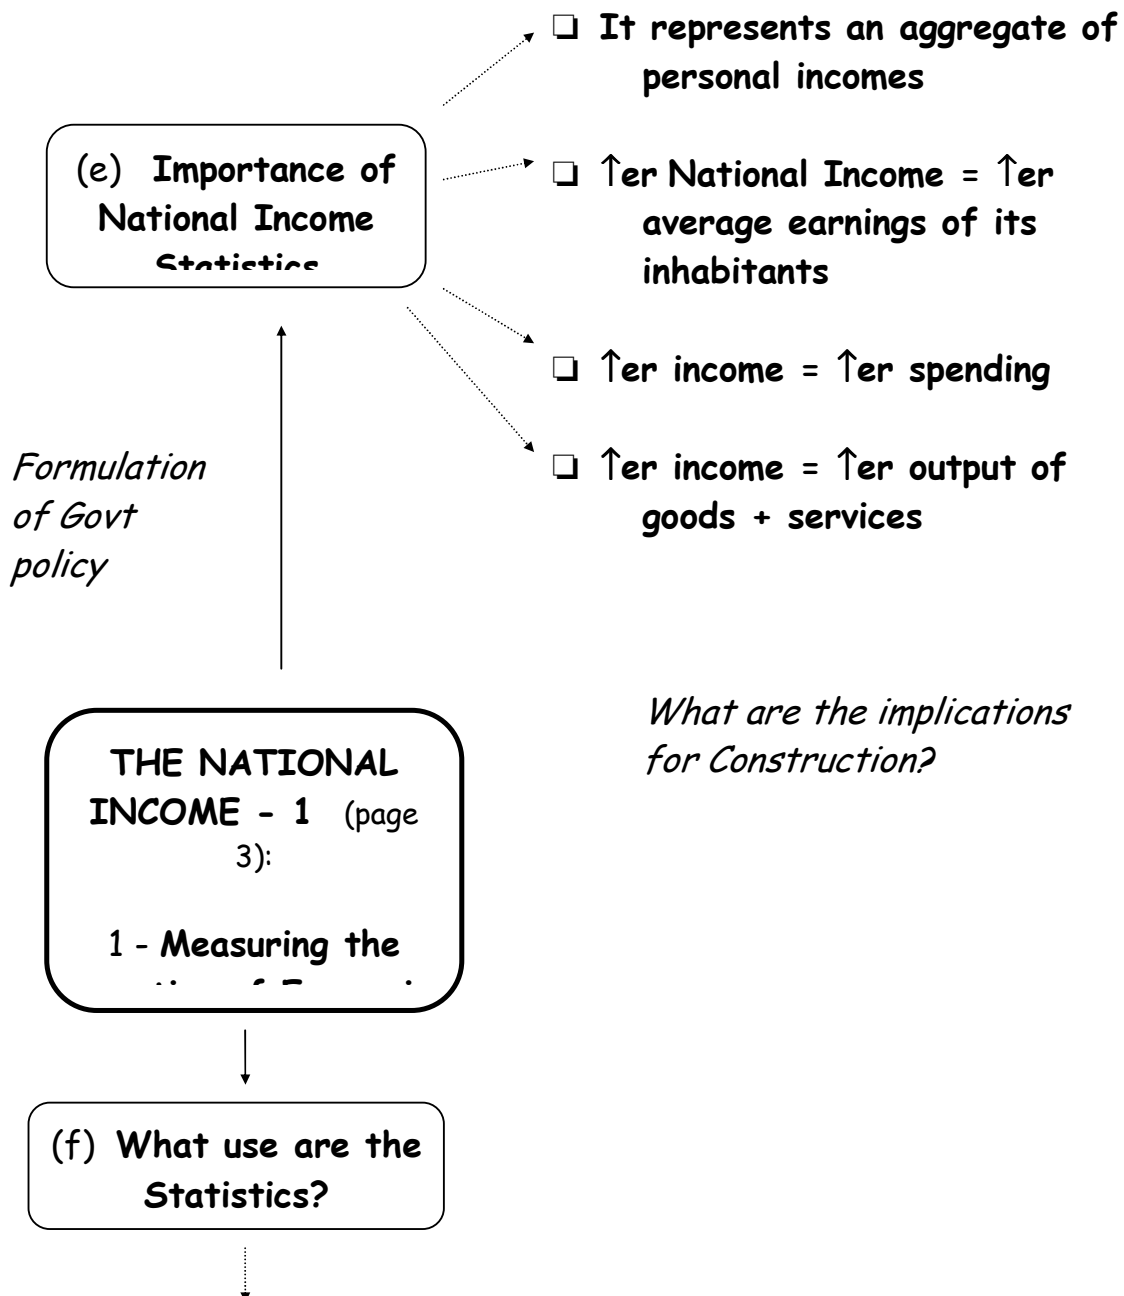 ❏ It represents an aggregate of
personal incomes
(e) Importance of
National Income
Statistics
❏ ↑er National Income = ↑er
average earnings of its
inhabitants
❏ ↑er income = ↑er spending
❏ ↑er income = ↑er output of
goods + services
Formulation
of Govt
policy
What are the implications
for Construction?
THE NATIONAL
INCOME - 1 (page
3):
1 - Measuring the
(f) What use are the
Statistics?